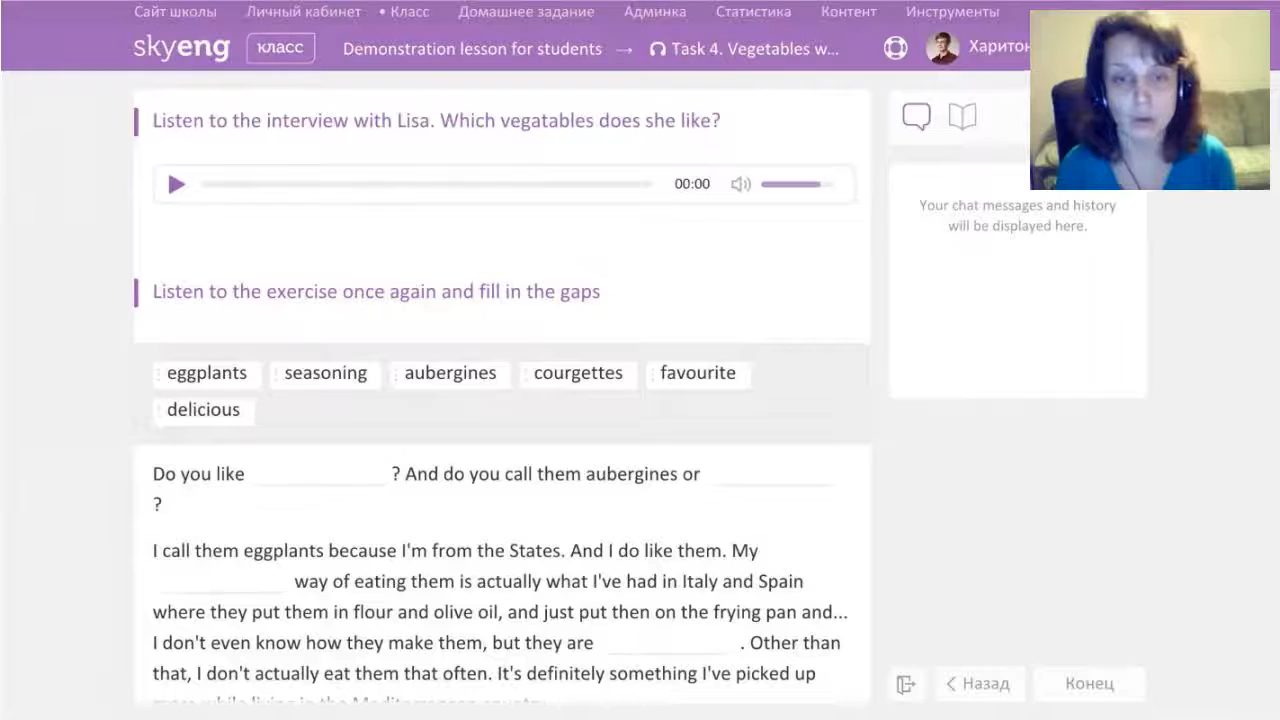 Сайт школы Личный кабинет • Класс Домашнее задание Админка Статистика Контент Инструменты
skyeng класс Demonstration lesson for students → Task 4. Vegetables w... Харитон
Listen to the interview with Lisa. Which vegatables does she like?
00:00
Your chat messages and history
will be displayed here.
Listen to the exercise once again and fill in the gaps
eggplants seasoning aubergines courgettes favourite
delicious
Do you like ? And do you call them aubergines or
?
I call them eggplants because I'm from the States. And I do like them. My
way of eating them is actually what I've had in Italy and Spain
where they put them in flour and olive oil, and just put then on the frying pan and...
I don't even know how they make them, but they are . Other than
that, I don't actually eat them that often. It's definitely something I've picked up
more while living in the Mediterranean country.
Назад Конец